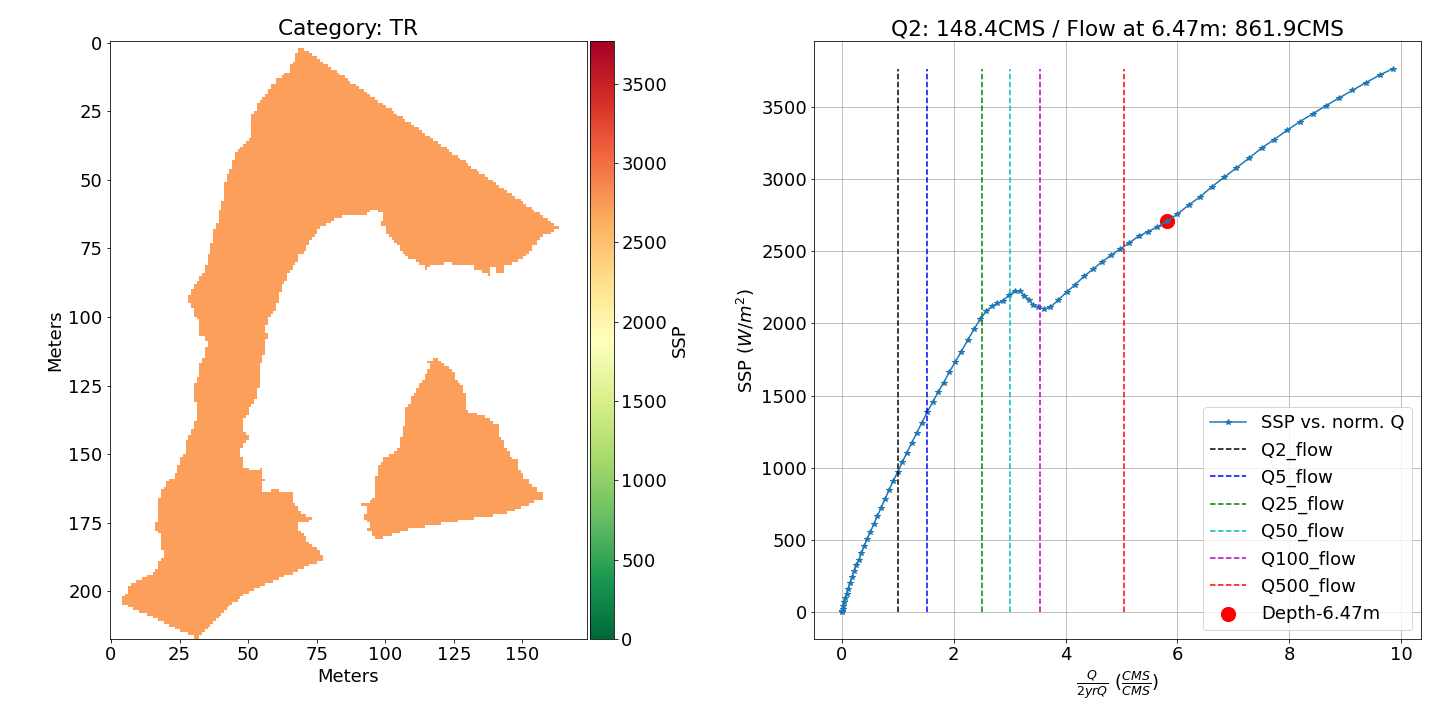 Category: TR
0
25
50
75
100
125
150
175
200
Meters
0
25
50
75
100
125
150
Meters
3500
3000
2500
2000
1500
1000
500
0
SSP
Q2: 148.4CMS / Flow at 6.47m: 861.9CMS
3500
3000
2500
2000
1500
1000
500
0
SSP (W/m²)
0
2
4
6
8
10
Q/2yrQ (CMS/CMS)
SSP vs. norm. Q
Q2_flow
Q5_flow
Q25_flow
Q50_flow
Q100_flow
Q500_flow
Depth-6.47m